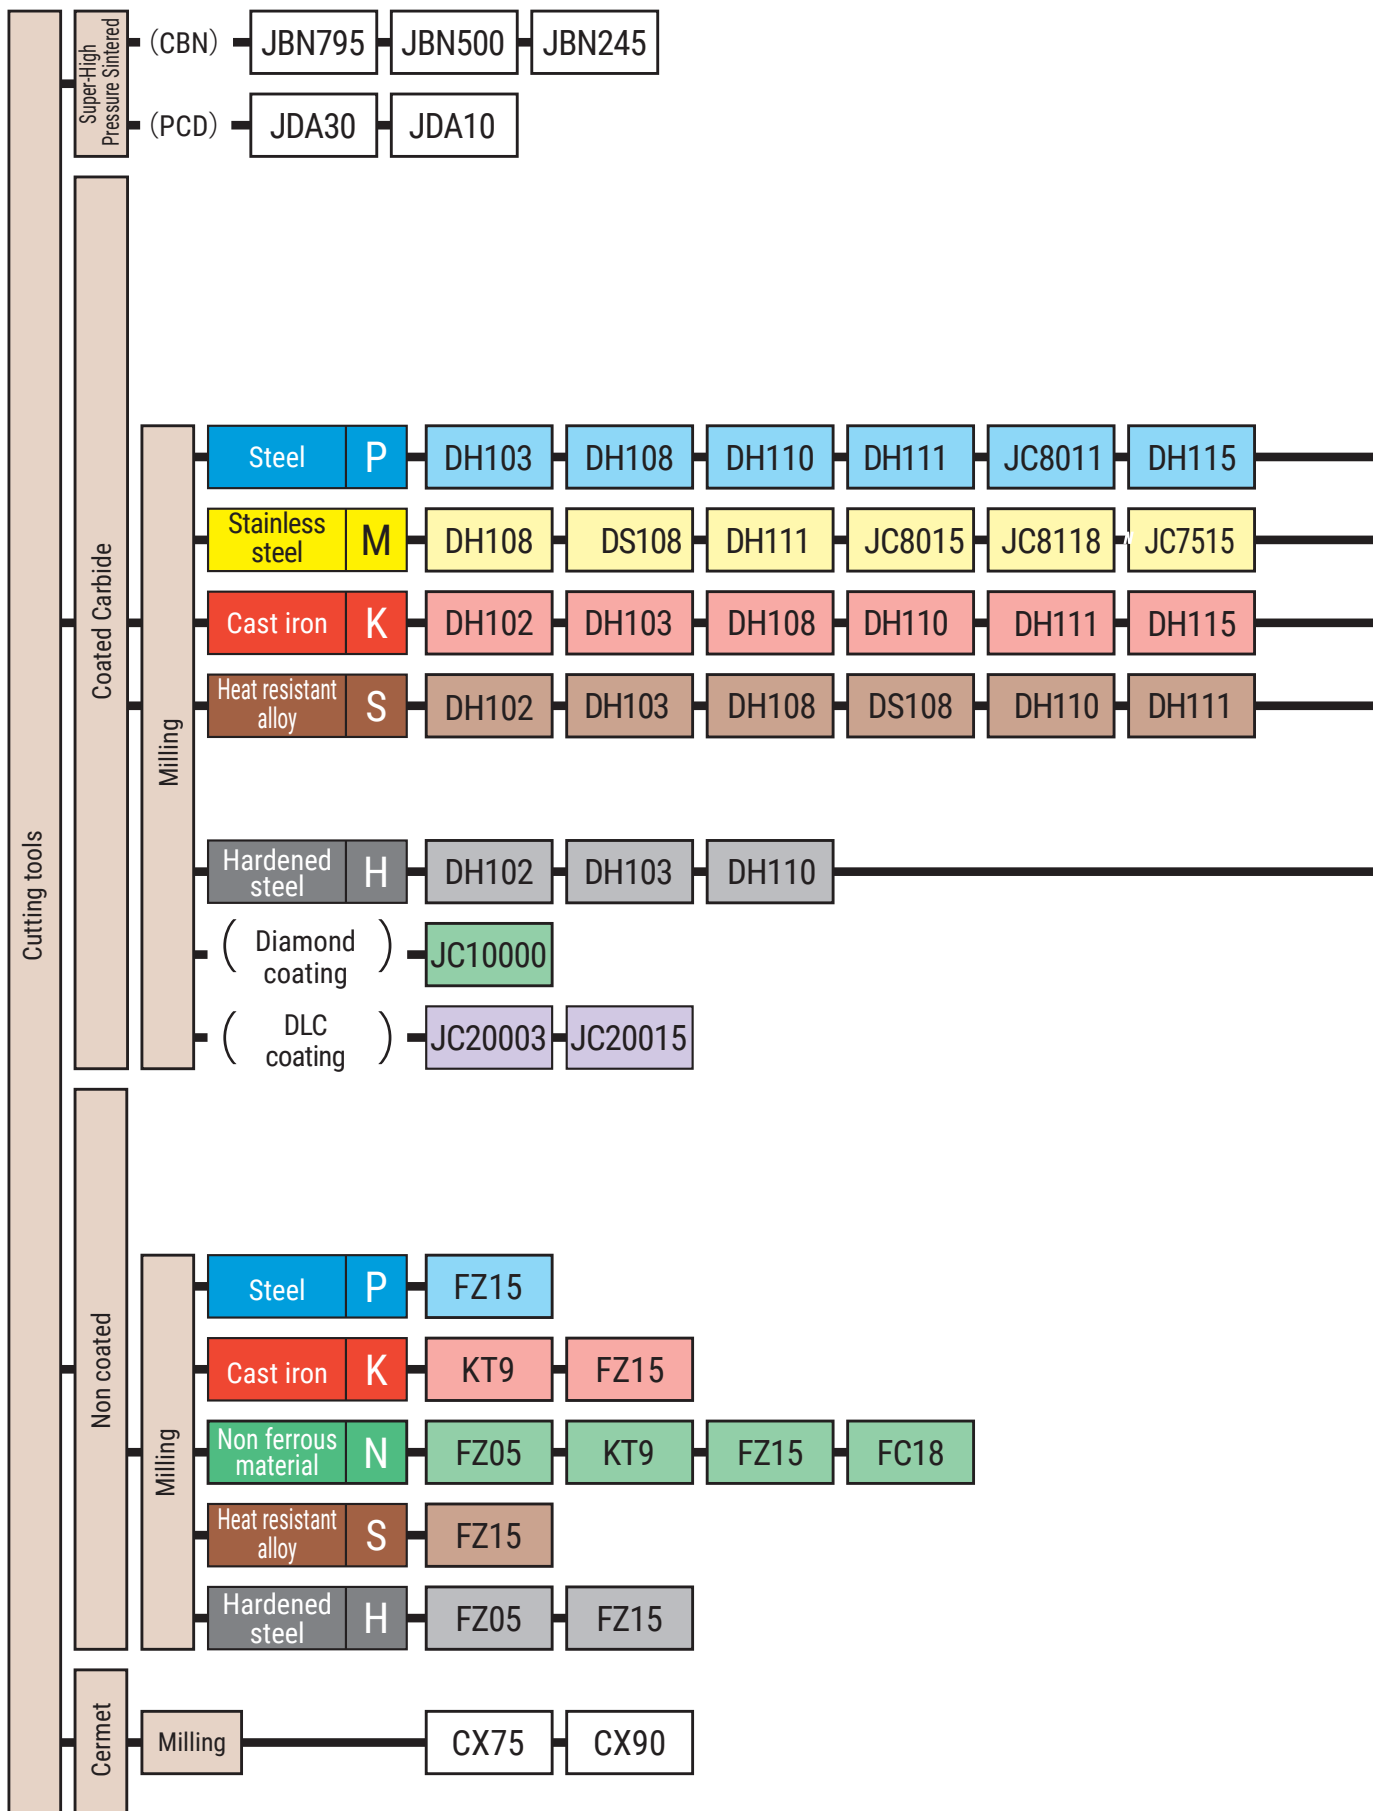 Cutting tools
Super-High
Pressure Sintered
(CBN)
JBN795
JBN500
JBN245
(PCD)
JDA30
JDA10
Coated Carbide
Milling
Steel
P
DH103
DH108
DH110
DH111
JC8011
DH115
Stainless
steel
M
DH108
DS108
DH111
JC8015
JC8118
JC7515
Cast iron
K
DH102
DH103
DH108
DH110
DH111
DH115
Heat resistant
alloy
S
DH102
DH103
DH108
DS108
DH110
DH111
Hardened
steel
H
DH102
DH103
DH110
( Diamond )
coating
JC10000
( DLC )
coating
JC20003
JC20015
Non coated
Milling
Steel
P
FZ15
Cast iron
K
KT9
FZ15
Non ferrous
material
N
FZ05
KT9
FZ15
FC18
Heat resistant
alloy
S
FZ15
Hardened
steel
H
FZ05
FZ15
Cermet
Milling
CX75
CX90